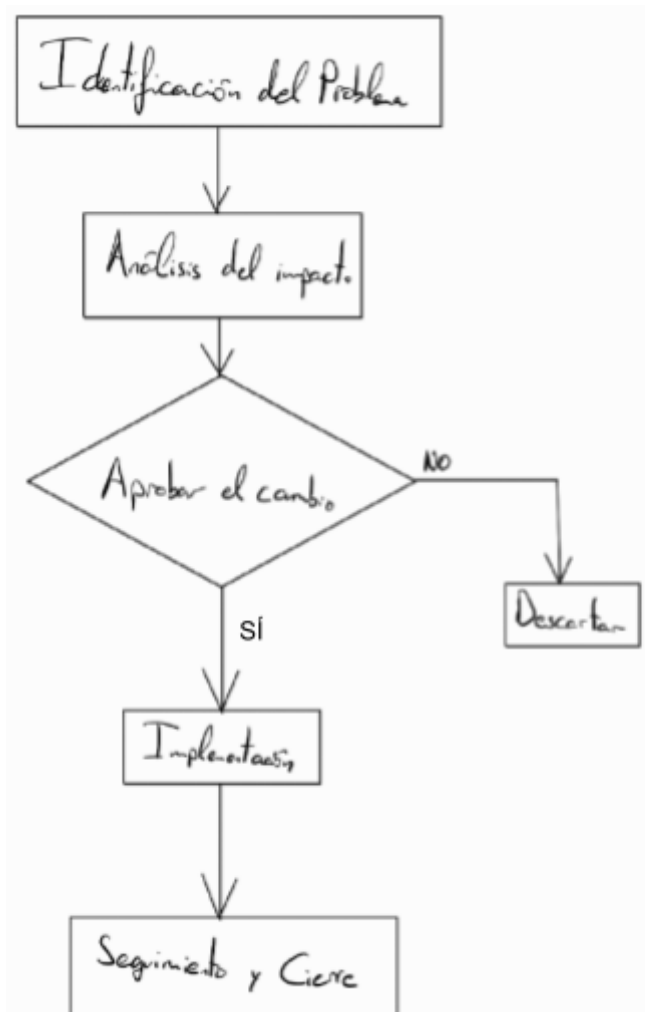 Identificación del Problema
Análisis del impacto
Aprobar el cambio
NO
SÍ
Descartar
Implementación
Seguimiento y Cierre